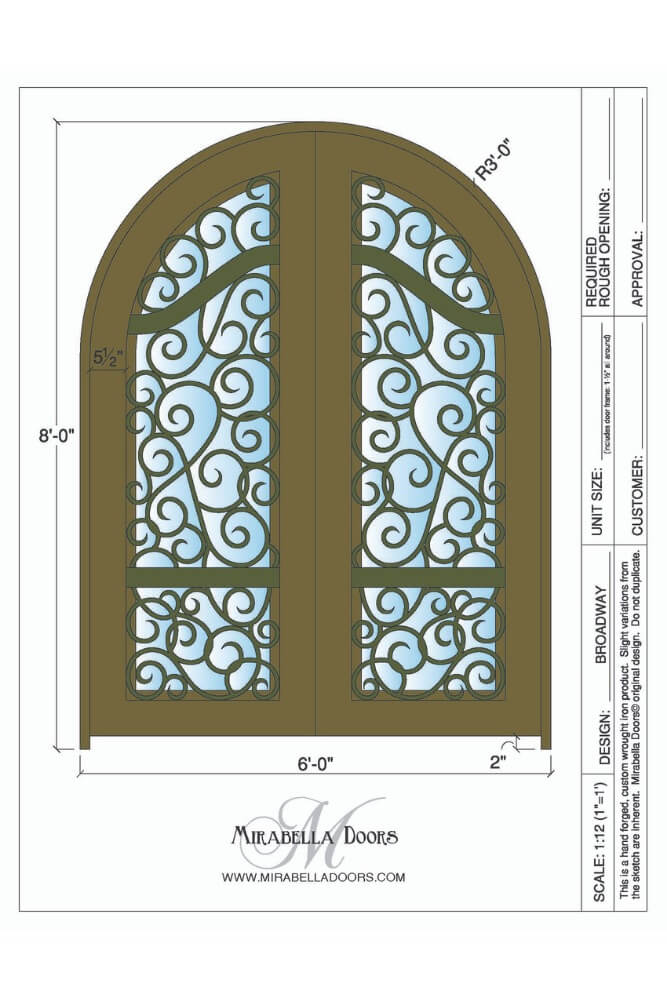 R3'-0"
5½"
8'-0"
6'-0"
2"
M
MIRABELLA DOORS
WWW.MIRABELLADOORS.COM
REQUIRED
ROUGH OPENING:
APPROVAL:
UNIT SIZE:
(includes door frame: 1-½" all around)
CUSTOMER:
DESIGN: BROADWAY
SCALE: 1:12 (1"=1')
This is a hand forged, custom wrought iron product. Slight variations from
the sketch are inherent. Mirabella Doors© original design. Do not duplicate.